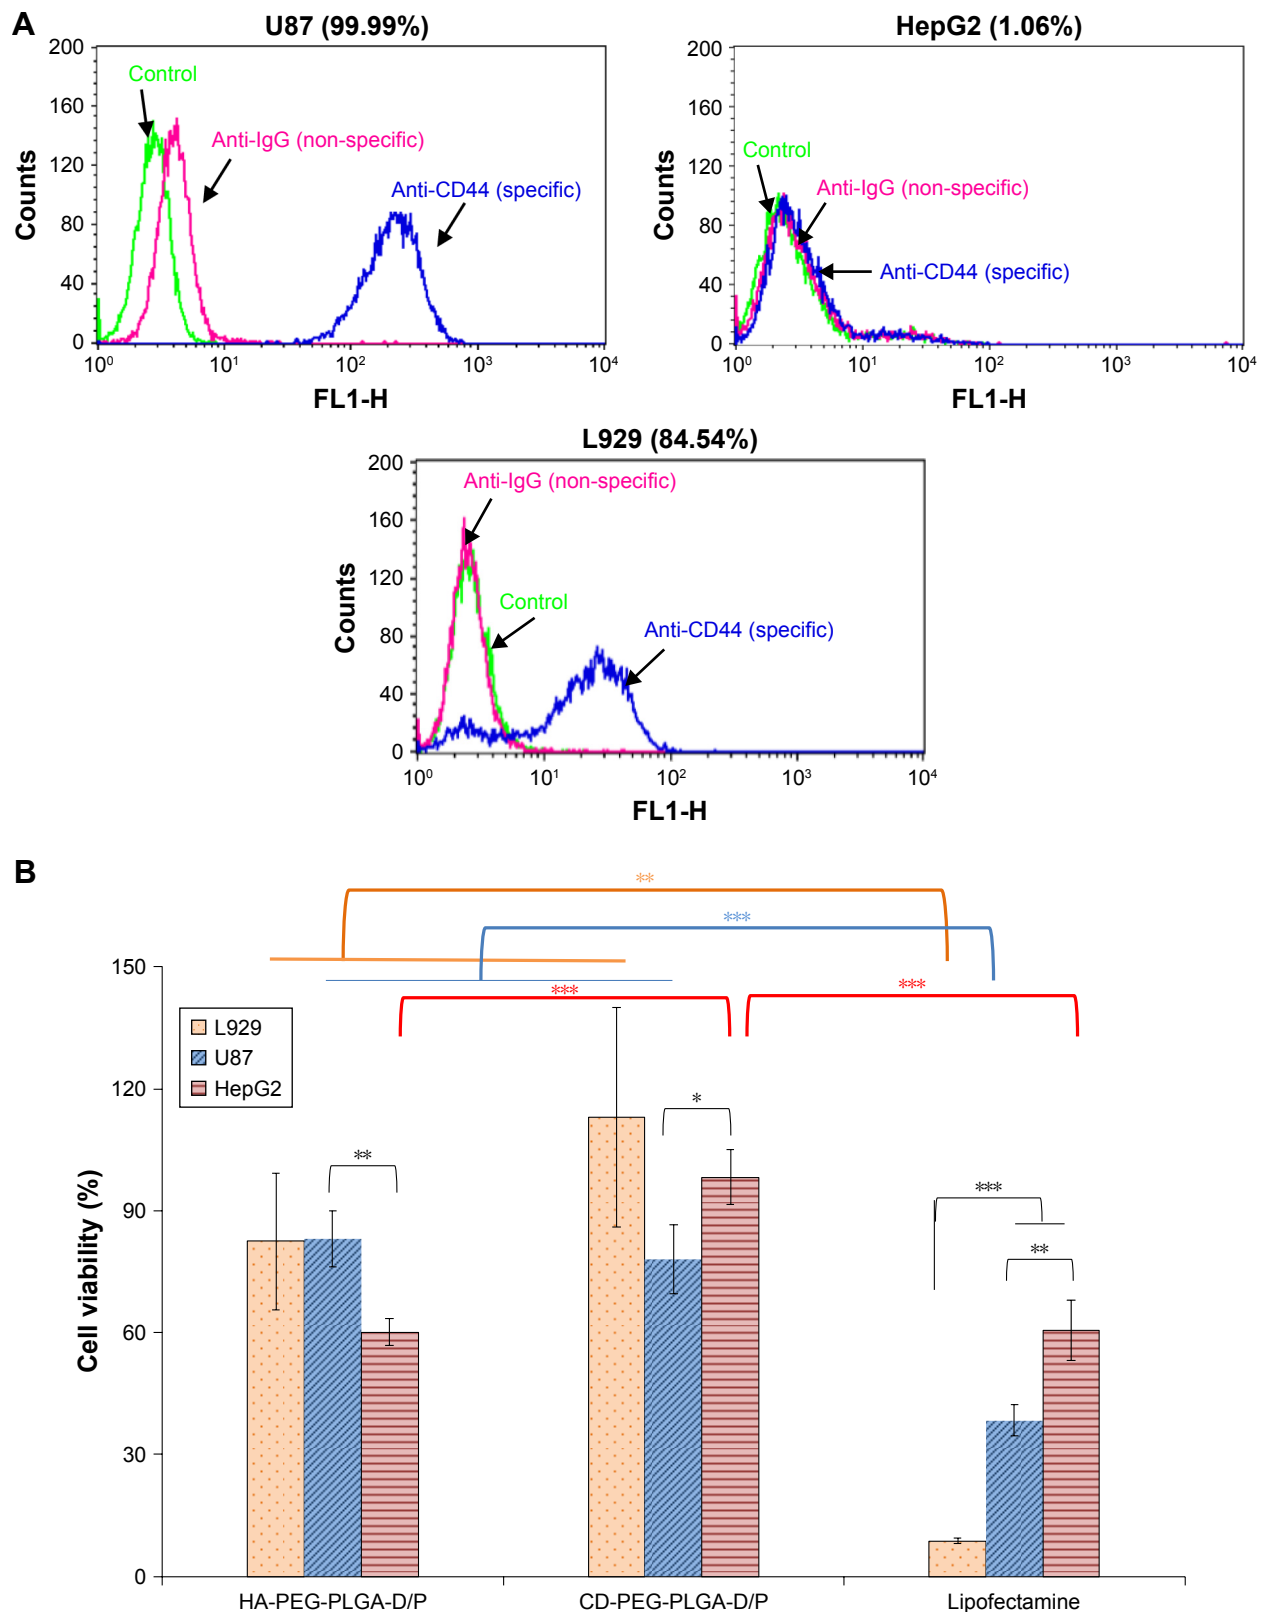 A
U87 (99.99%)
200
160
120
80
40
0
Counts
Control
Anti-IgG (non-specific)
Anti-CD44 (specific)
10⁰ 10¹ 10² 10³ 10⁴
FL1-H
HepG2 (1.06%)
200
160
120
80
40
0
Counts
Control
Anti-IgG (non-specific)
Anti-CD44 (specific)
10⁰ 10¹ 10² 10³ 10⁴
FL1-H
L929 (84.54%)
200
160
120
80
40
0
Counts
Anti-IgG (non-specific)
Control
Anti-CD44 (specific)
10⁰ 10¹ 10² 10³ 10⁴
FL1-H
B
**
***
***
***
150
120
90
60
30
0
Cell viability (%)
L929
U87
HepG2
**
*
***
**
HA-PEG-PLGA-D/P CD-PEG-PLGA-D/P Lipofectamine